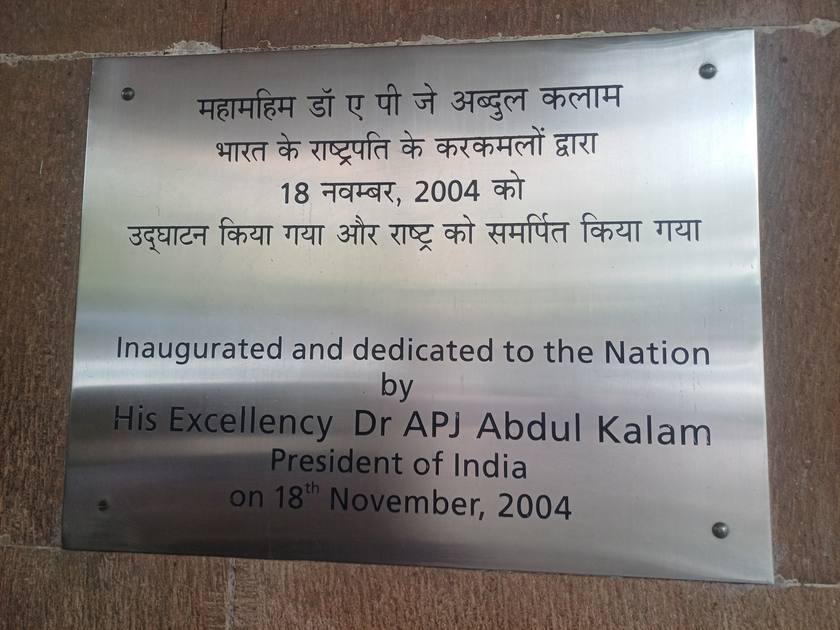 महामहिम डॉ ए पी जे अब्दुल कलाम
भारत के राष्ट्रपति के करकमलों द्वारा
18 नवम्बर, 2004 को
उद्घाटन किया गया और राष्ट्र को समर्पित किया गया
Inaugurated and dedicated to the Nation
by
His Excellency Dr APJ Abdul Kalam
President of India
on 18th November, 2004